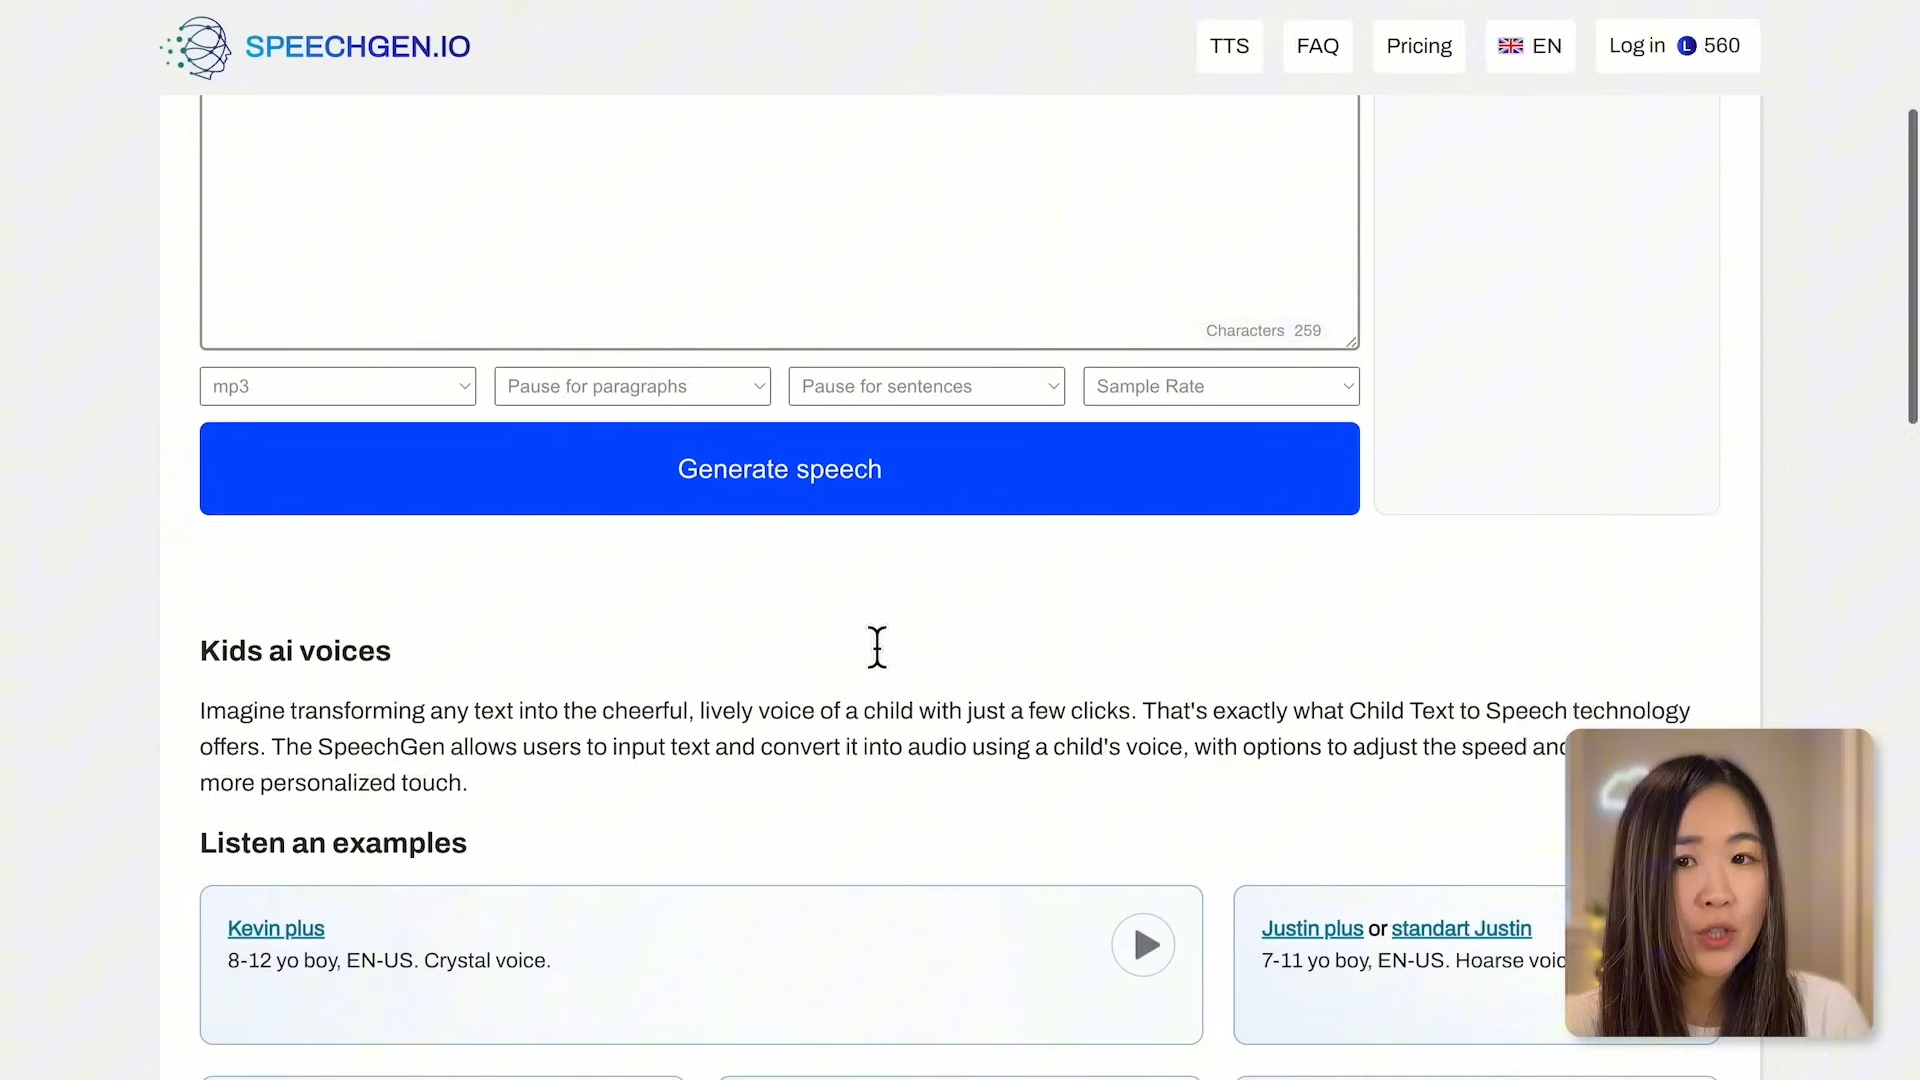 SPEECHGEN.IO
TTS
FAQ
Pricing
EN
Log in L 560
Characters 259
mp3
Pause for paragraphs
Pause for sentences
Sample Rate
Generate speech
Kids ai voices
Imagine transforming any text into the cheerful, lively voice of a child with just a few clicks. That's exactly what Child Text to Speech technology
offers. The SpeechGen allows users to input text and convert it into audio using a child's voice, with options to adjust the speed
more personalized touch.
Listen an examples
Kevin plus
8-12 yo boy, EN-US. Crystal voice.
Justin plus or standart Justin
7-11 yo boy, EN-US. Hoarse